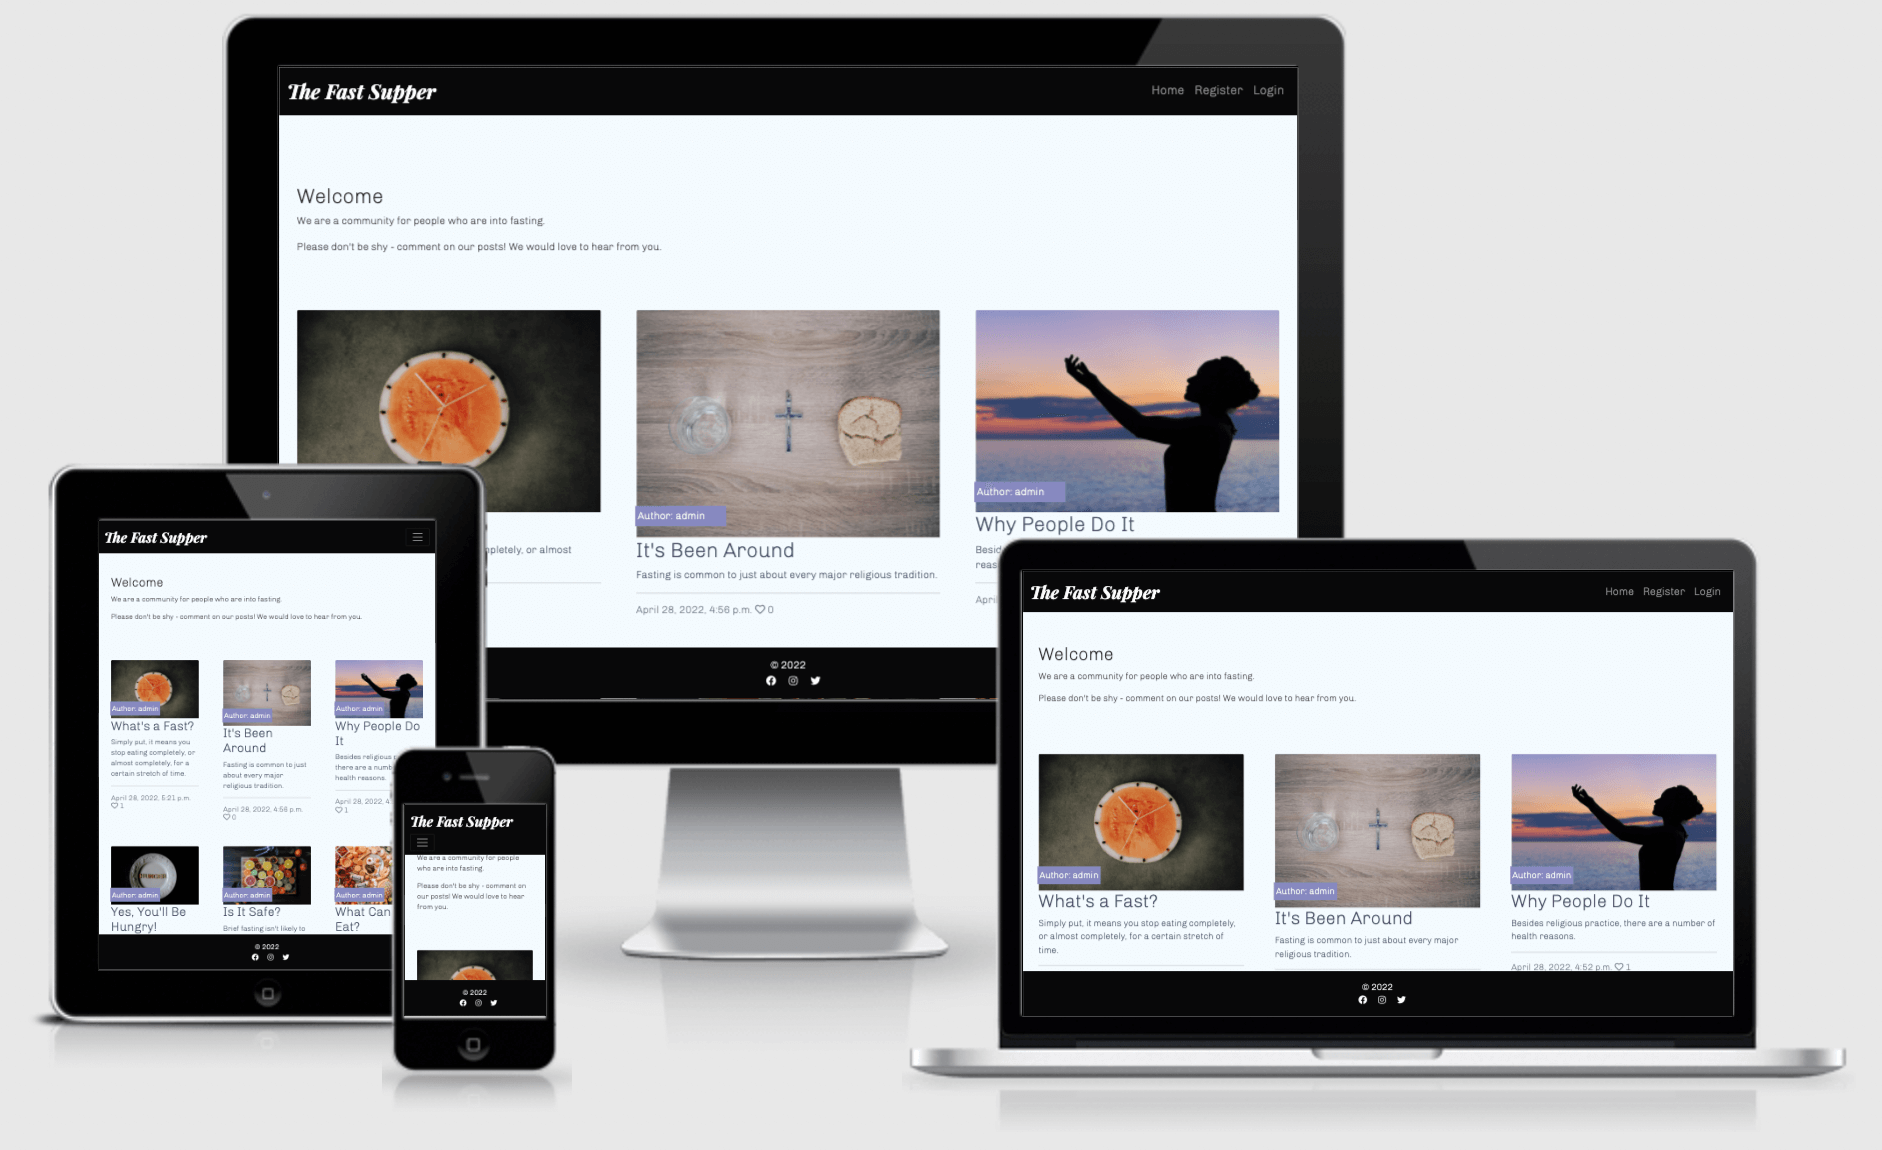 The Fast Supper
Home Register Login
Welcome
We are a community for people who are into fasting.
Please don't be shy - comment on our posts! We would love to hear from you.
Author: admin
It's Been Around
Fasting is common to just about every major religious tradition.
April 28, 2022, 4:56 p.m. 0
Author: admin
Why People Do It
or almost
© 2022
The Fast Supper
Welcome
We are a community for people who are into fasting.
Please don't be shy - comment on our posts! We would love to hear from you.
Author: admin
What's a Fast?
Simply put, it means you
stop eating completely, or
almost completely, for a
certain stretch of time.
April 28, 2022, 5:21 p.m.
1
Author: admin
It's Been
Around
Fasting is common to just
about every major
religious tradition.
April 28, 2022, 4:56 p.m.
0
Author: admin
Why People Do
It
Besides religious
there are a
health reasons.
April 28, 2022,
1
Author: admin
Yes, You'll Be
Hungry!
Author: admin
Is It Safe?
Brief fasting isn't likely to
Author: admin
What Can
Eat?
© 2022
The Fast Supper
We are a community for people
who are into fasting.
Please don't be shy - comment on
our posts! We would love to hear
from you.
© 2022
The Fast Supper
Home Register Login
Welcome
We are a community for people who are into fasting.
Please don't be shy - comment on our posts! We would love to hear from you.
Author: admin
What's a Fast?
Simply put, it means you stop eating completely,
or almost completely, for a certain stretch of
time.
Author: admin
It's Been Around
Fasting is common to just about every major
religious tradition.
Author: admin
Why People Do It
Besides religious practice, there are a number of
health reasons.
April 28, 2022, 4:52 p.m. 1
© 2022